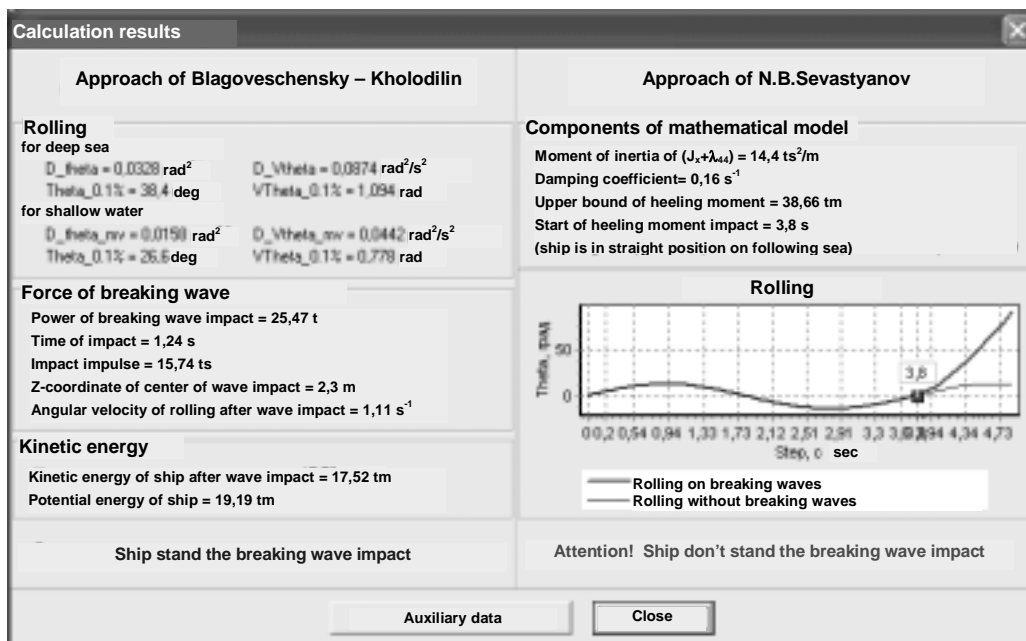 Calculation results
Approach of Blagoveschensky – Kholodilin
Rolling
for deep sea
D_theta = 0,0328 rad²
D_Vtheta = 0,0874 rad²/s²
Theta_0.1% = 38,4 deg
VTheta_0.1% = 1,094 rad
for shallow water
D_theta_mv = 0,0158 rad²
D_Vtheta_mv = 0,0442 rad²/s²
Theta_0.1% = 26,6 deg
VTheta_0.1% = 0,778 rad
Force of breaking wave
Power of breaking wave impact = 25,47 t
Time of impact = 1,24 s
Impact impulse = 15,74 ts
Z-coordinate of center of wave impact = 2,3 m
Angular velocity of rolling after wave impact = 1,11 s⁻¹
Kinetic energy
Kinetic energy of ship after wave impact = 17,52 tm
Potential energy of ship = 19,19 tm
Ship stand the breaking wave impact
Approach of N.B.Sevastyanov
Components of mathematical model
Moment of inertia of (Jₓ+λ₄₄) = 14,4 ts²/m
Damping coefficient= 0,16 s⁻¹
Upper bound of heeling moment = 38,66 tm
Start of heeling moment impact = 3,8 s
(ship is in straight position on following sea)
Rolling
Theta,
50
0
3,8
0 0,2 0,54 0,94 1,33 1,73 2,12 2,51 2,91 3,3 4,34 4,73
Step, с sec
Rolling on breaking waves
Rolling without breaking waves
Attention! Ship don't stand the breaking wave impact
Auxiliary data
Close